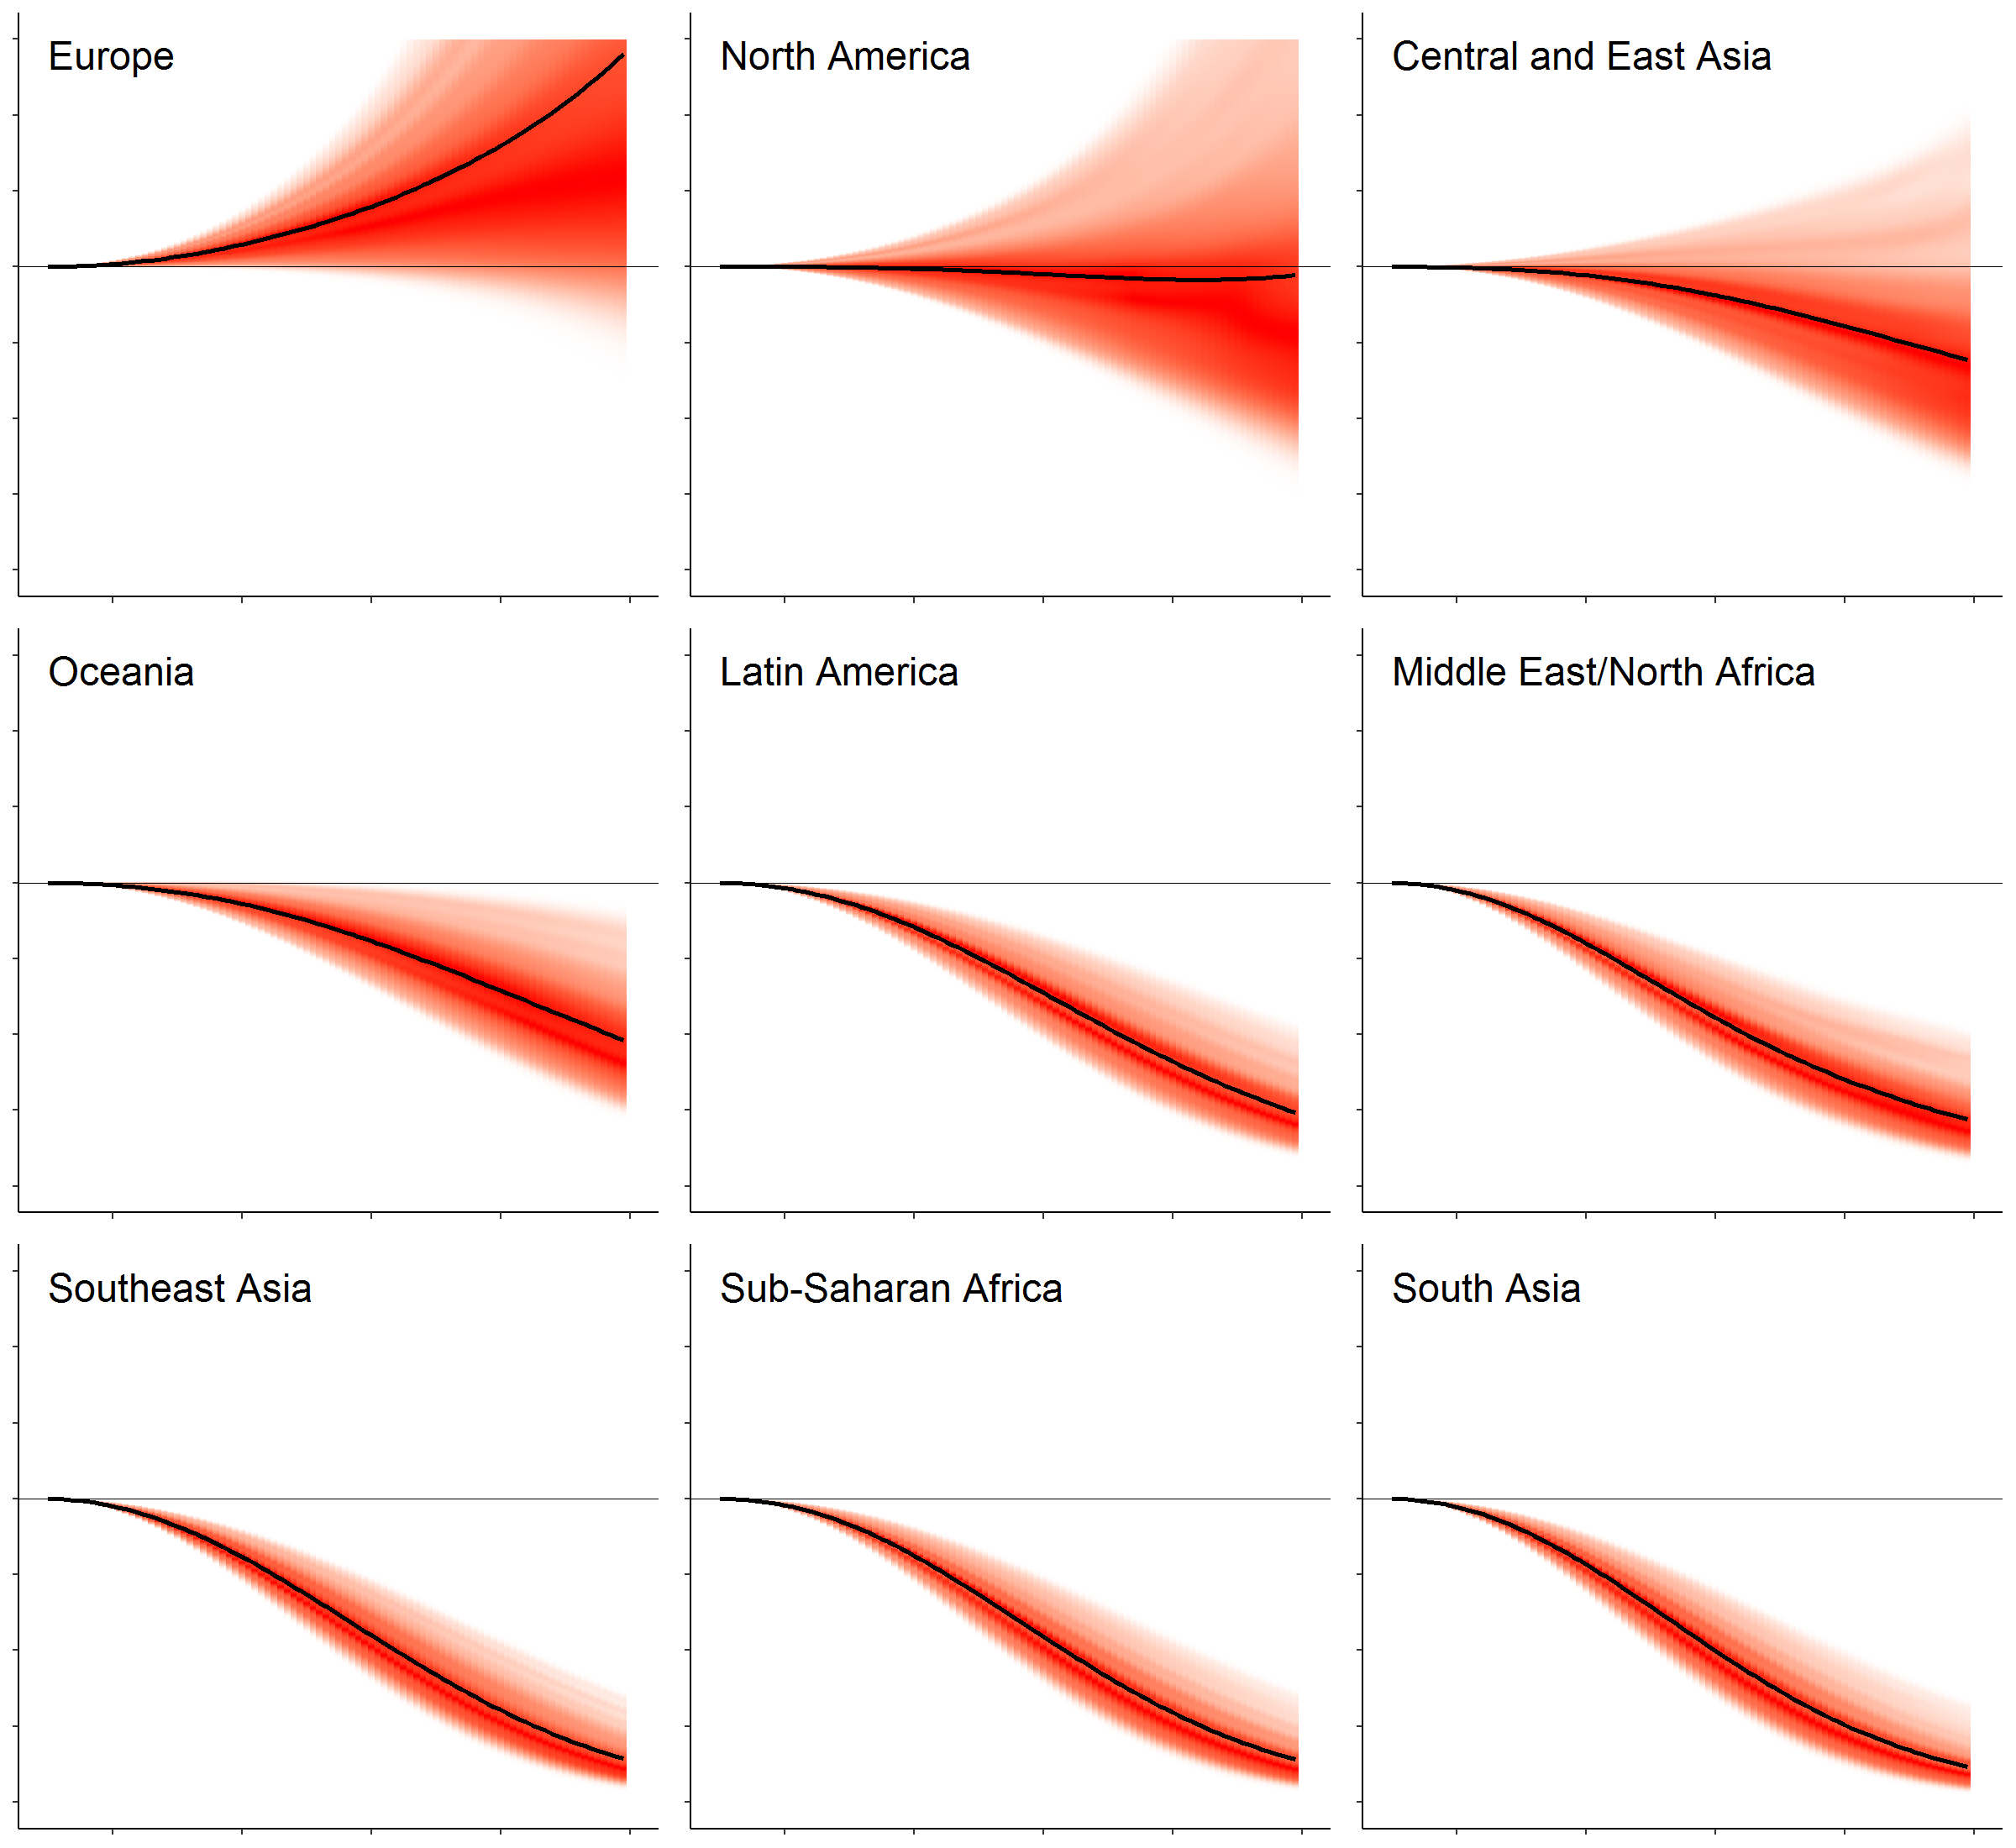 Europe
North America
Central and East Asia
Oceania
Latin America
Middle East/North Africa
Southeast Asia
Sub-Saharan Africa
South Asia